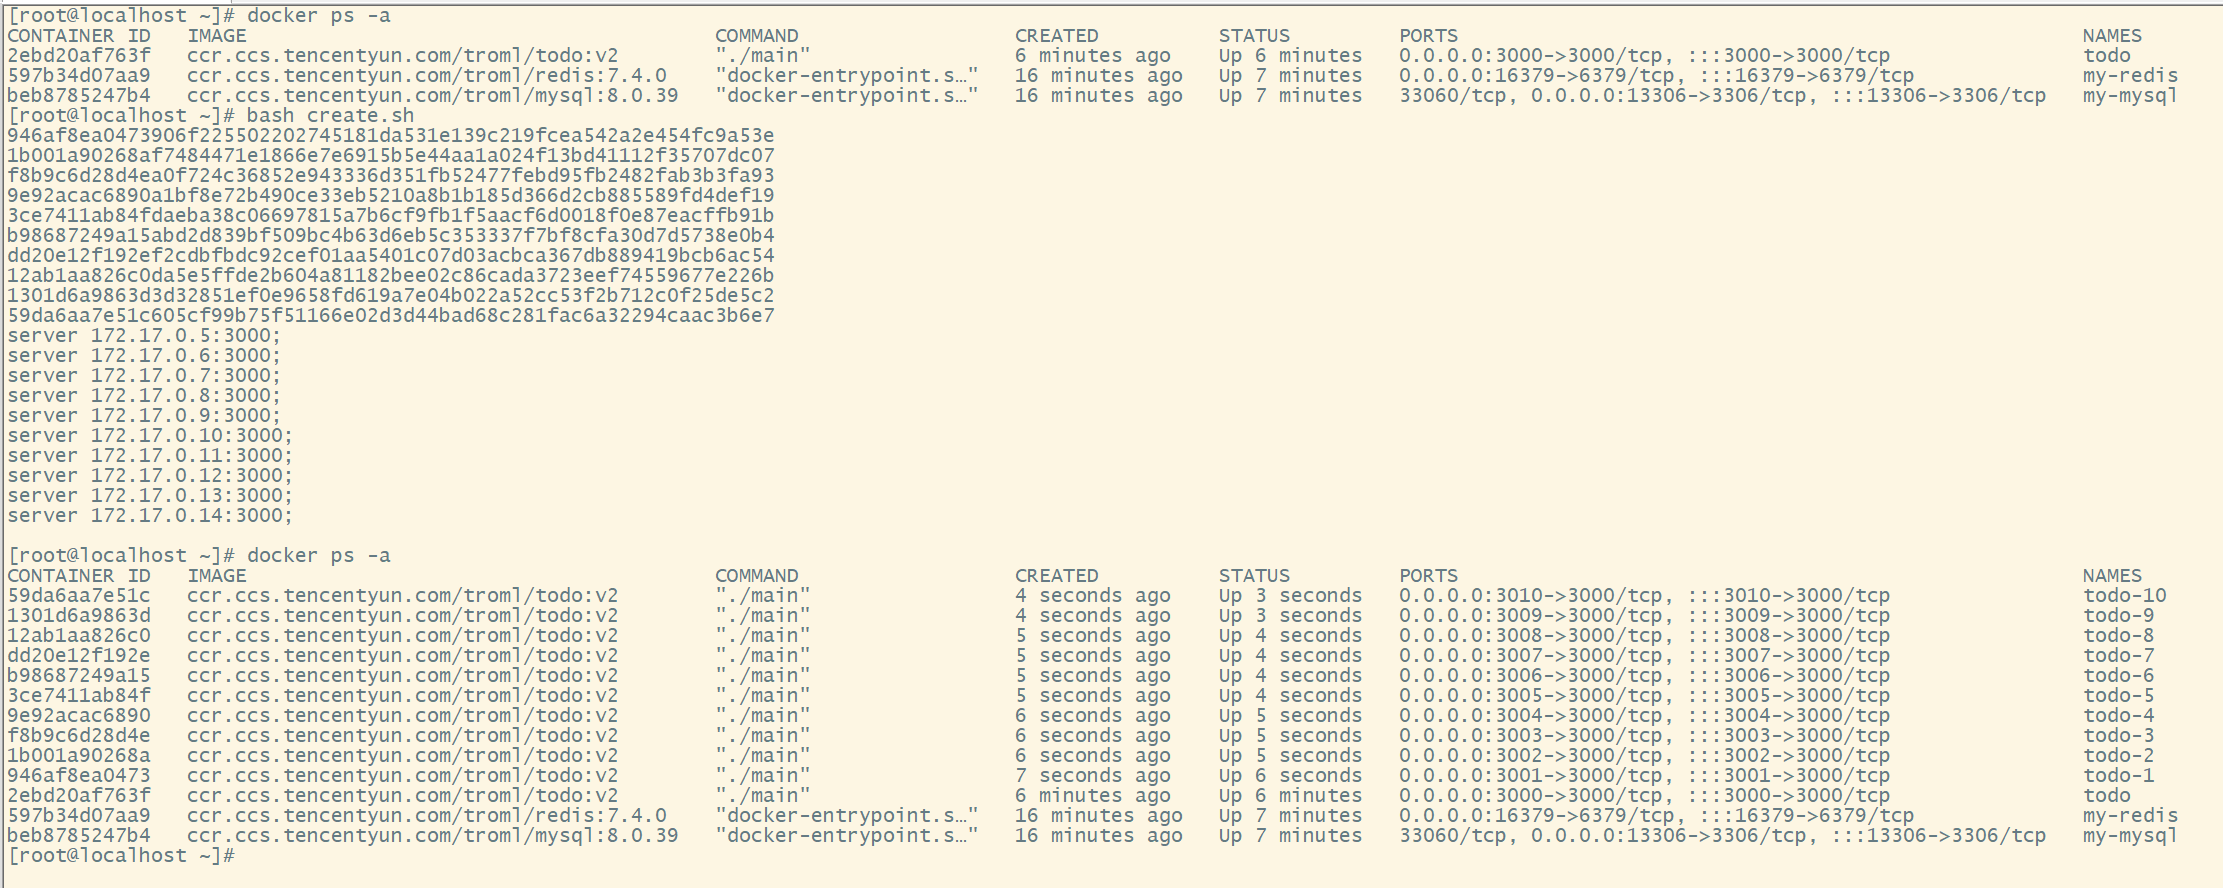 [root@localhost ~]# docker ps -a
CONTAINER ID   IMAGE                                       COMMAND                  CREATED          STATUS         PORTS                                                    NAMES
2ebd20af763f   ccr.ccs.tencentyun.com/troml/todo:v2        "./main"                 6 minutes ago    Up 6 minutes   0.0.0.0:3000->3000/tcp, :::3000->3000/tcp                todo
597b34d07aa9   ccr.ccs.tencentyun.com/troml/redis:7.4.0    "docker-entrypoint.s…"   16 minutes ago   Up 7 minutes   0.0.0.0:16379->6379/tcp, :::16379->6379/tcp              my-redis
beb8785247b4   ccr.ccs.tencentyun.com/troml/mysql:8.0.39   "docker-entrypoint.s…"   16 minutes ago   Up 7 minutes   33060/tcp, 0.0.0.0:13306->3306/tcp, :::13306->3306/tcp   my-mysql
[root@localhost ~]# bash create.sh
946af8ea0473906f225502202745181da531e139c219fcea542a2e454fc9a53e
1b001a90268af7484471e1866e7e6915b5e44aa1a024f13bd41112f35707dc07
f8b9c6d28d4ea0f724c36852e943336d351fb52477febd95fb2482fab3b3fa93
9e92acac6890a1bf8e72b490ce33eb5210a8b1b185d366d2cb885589fd4def19
3ce7411ab84fdaeba38c06697815a7b6cf9fb1f5aacf6d0018f0e87eacffb91b
b98687249a15abd2d839bf509bc4b63d6eb5c353337f7bf8cfa30d7d5738e0b4
dd20e12f192ef2cdbfbdc92cef01aa5401c07d03acbca367db889419bcb6ac54
12ab1aa826c0da5e5ffde2b604a81182bee02c86cada3723eef74559677e226b
1301d6a9863d3d32851ef0e9658fd619a7e04b022a52cc53f2b712c0f25de5c2
59da6aa7e51c605cf99b75f51166e02d3d44bad68c281fac6a32294caac3b6e7
server 172.17.0.5:3000;
server 172.17.0.6:3000;
server 172.17.0.7:3000;
server 172.17.0.8:3000;
server 172.17.0.9:3000;
server 172.17.0.10:3000;
server 172.17.0.11:3000;
server 172.17.0.12:3000;
server 172.17.0.13:3000;
server 172.17.0.14:3000;
[root@localhost ~]# docker ps -a
CONTAINER ID   IMAGE                                       COMMAND                  CREATED          STATUS         PORTS                                                    NAMES
59da6aa7e51c   ccr.ccs.tencentyun.com/troml/todo:v2        "./main"                 4 seconds ago    Up 3 seconds   0.0.0.0:3010->3000/tcp, :::3010->3000/tcp                todo-10
1301d6a9863d   ccr.ccs.tencentyun.com/troml/todo:v2        "./main"                 4 seconds ago    Up 3 seconds   0.0.0.0:3009->3000/tcp, :::3009->3000/tcp                todo-9
12ab1aa826c0   ccr.ccs.tencentyun.com/troml/todo:v2        "./main"                 5 seconds ago    Up 4 seconds   0.0.0.0:3008->3000/tcp, :::3008->3000/tcp                todo-8
dd20e12f192e   ccr.ccs.tencentyun.com/troml/todo:v2        "./main"                 5 seconds ago    Up 4 seconds   0.0.0.0:3007->3000/tcp, :::3007->3000/tcp                todo-7
b98687249a15   ccr.ccs.tencentyun.com/troml/todo:v2        "./main"                 5 seconds ago    Up 4 seconds   0.0.0.0:3006->3000/tcp, :::3006->3000/tcp                todo-6
3ce7411ab84f   ccr.ccs.tencentyun.com/troml/todo:v2        "./main"                 5 seconds ago    Up 4 seconds   0.0.0.0:3005->3000/tcp, :::3005->3000/tcp                todo-5
9e92acac6890   ccr.ccs.tencentyun.com/troml/todo:v2        "./main"                 6 seconds ago    Up 5 seconds   0.0.0.0:3004->3000/tcp, :::3004->3000/tcp                todo-4
f8b9c6d28d4e   ccr.ccs.tencentyun.com/troml/todo:v2        "./main"                 6 seconds ago    Up 5 seconds   0.0.0.0:3003->3000/tcp, :::3003->3000/tcp                todo-3
1b001a90268a   ccr.ccs.tencentyun.com/troml/todo:v2        "./main"                 6 seconds ago    Up 5 seconds   0.0.0.0:3002->3000/tcp, :::3002->3000/tcp                todo-2
946af8ea0473   ccr.ccs.tencentyun.com/troml/todo:v2        "./main"                 7 seconds ago    Up 6 seconds   0.0.0.0:3001->3000/tcp, :::3001->3000/tcp                todo-1
2ebd20af763f   ccr.ccs.tencentyun.com/troml/todo:v2        "./main"                 6 minutes ago    Up 6 minutes   0.0.0.0:3000->3000/tcp, :::3000->3000/tcp                todo
597b34d07aa9   ccr.ccs.tencentyun.com/troml/redis:7.4.0    "docker-entrypoint.s…"   16 minutes ago   Up 7 minutes   0.0.0.0:16379->6379/tcp, :::16379->6379/tcp              my-redis
beb8785247b4   ccr.ccs.tencentyun.com/troml/mysql:8.0.39   "docker-entrypoint.s…"   16 minutes ago   Up 7 minutes   33060/tcp, 0.0.0.0:13306->3306/tcp, :::13306->3306/tcp   my-mysql
[root@localhost ~]#